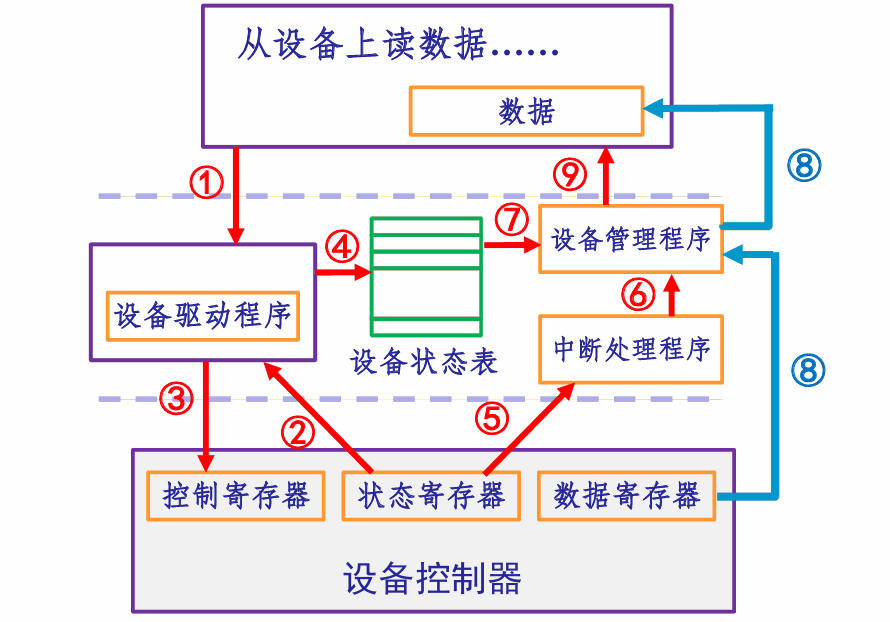 从设备上读数据……
数据
⑧
①
⑨
④
⑦
设备管理程序
设备驱动程序
⑥
设备状态表
中断处理程序
⑧
③
②
⑤
控制寄存器
状态寄存器
数据寄存器
设备控制器